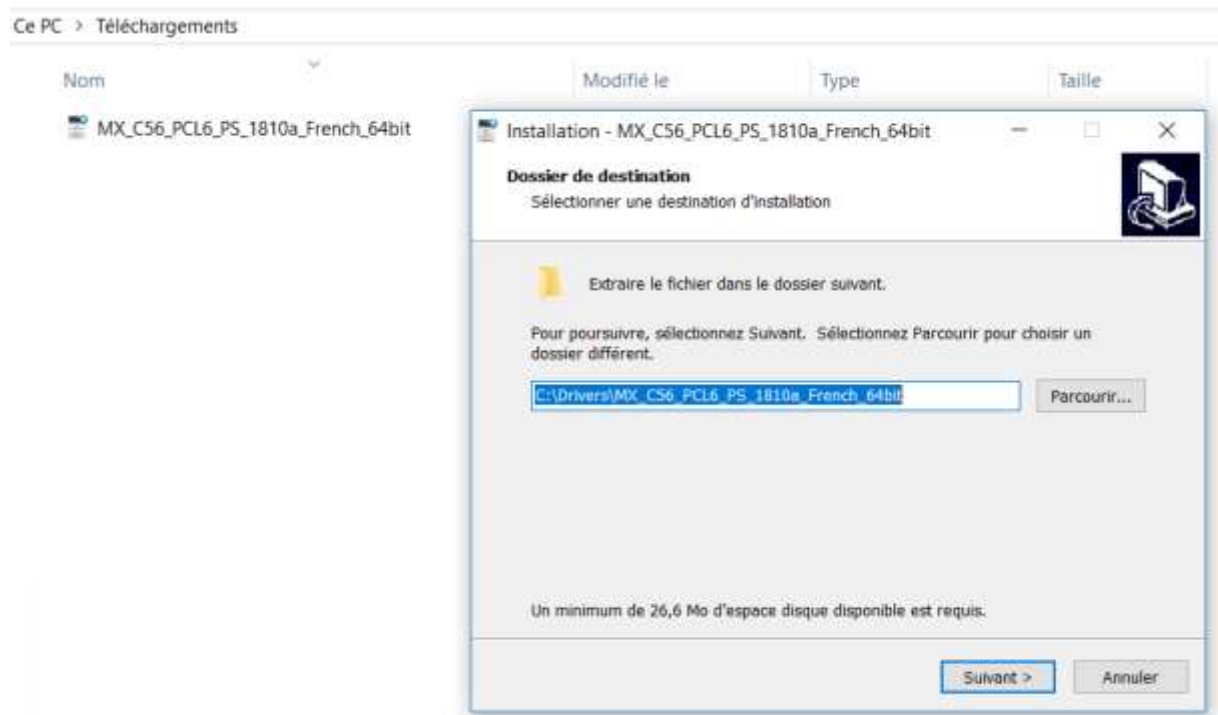 Ce PC > Téléchargements
Nom Modifié le Type Taille
MX_C56_PCL6_PS_1810a_French_64bit
Installation - MX_C56_PCL6_PS_1810a_French_64bit
Dossier de destination
Sélectionner une destination d'installation
Extraire le fichier dans le dossier suivant.
Pour poursuivre, sélectionnez Suivant. Sélectionnez Parcourir pour choisir un
dossier différent.
C:\Drivers\MX_C56_PCL6_PS_1810a_French_64bit
Parcourir...
Un minimum de 26,6 Mo d'espace disque disponible est requis.
Suivant > Annuler